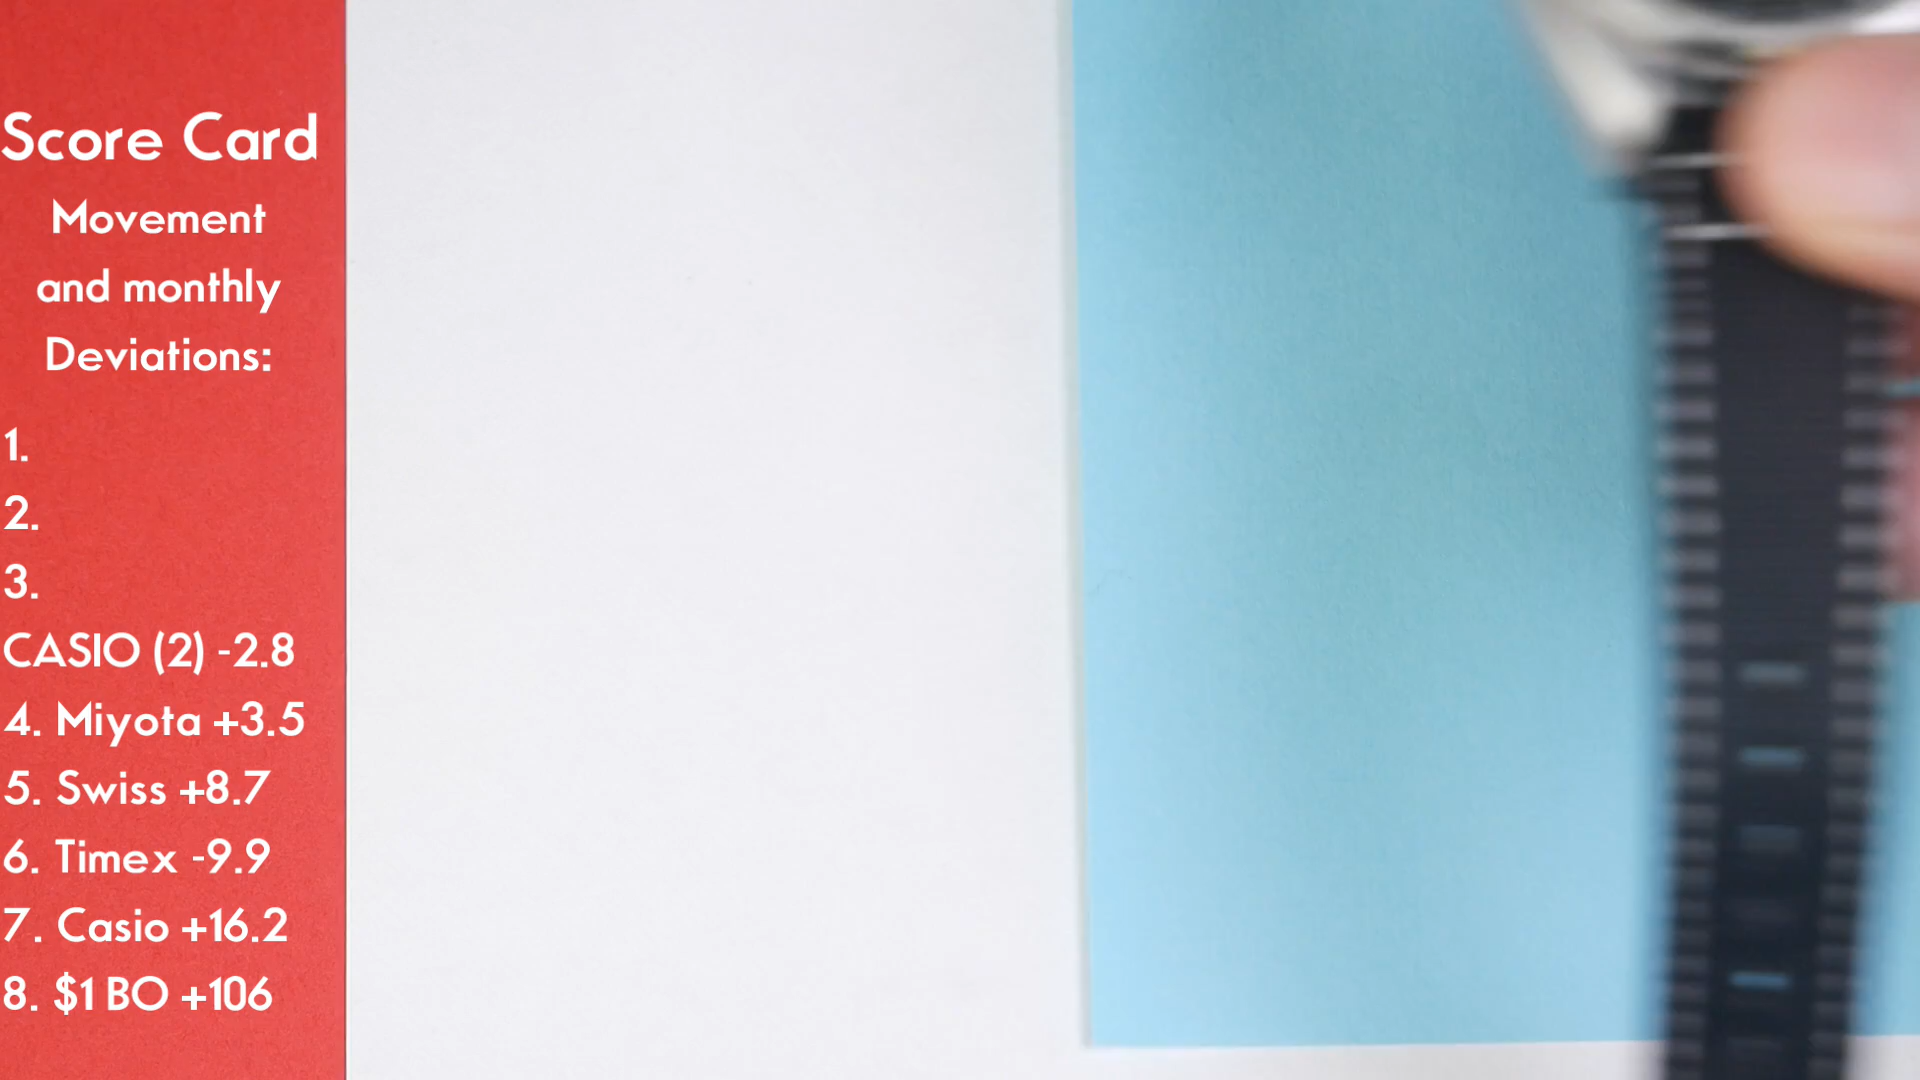 Score Card
Movement
and monthly
Deviations:
1.
2.
3.
CASIO (2) -2.8
4. Miyota +3.5
5. Swiss +8.7
6. Timex -9.9
7. Casio +16.2
8. $1 BO +106